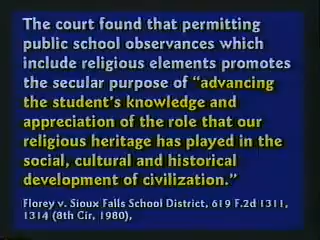 The court found that permitting
public school observances which
include religious elements promotes
the secular purpose of “advancing
the student’s knowledge and
appreciation of the role that our
religious heritage has played in the
social, cultural and historical
development of civilization.”
Florey v. Sioux Falls School District, 619 F.2d 1311,
1314 (8th Cir, 1980),